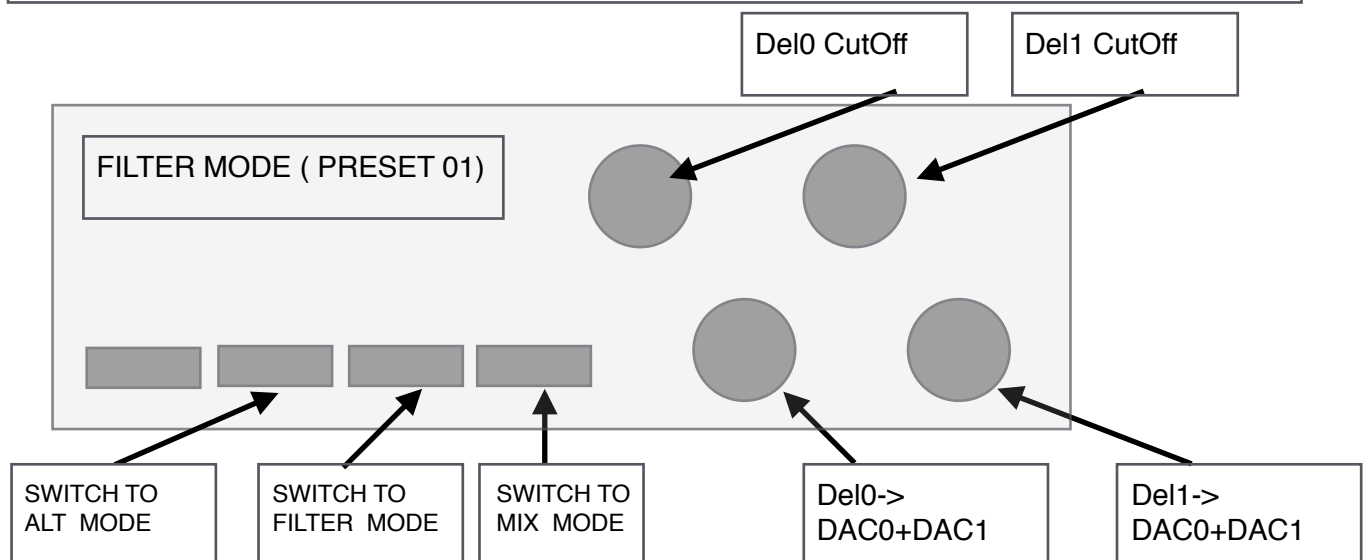 Del0 CutOff
Del1 CutOff
FILTER MODE ( PRESET 01)
SWITCH TO
ALT  MODE
SWITCH TO
FILTER  MODE
SWITCH TO
MIX  MODE
Del0->
DAC0+DAC1
Del1->
DAC0+DAC1